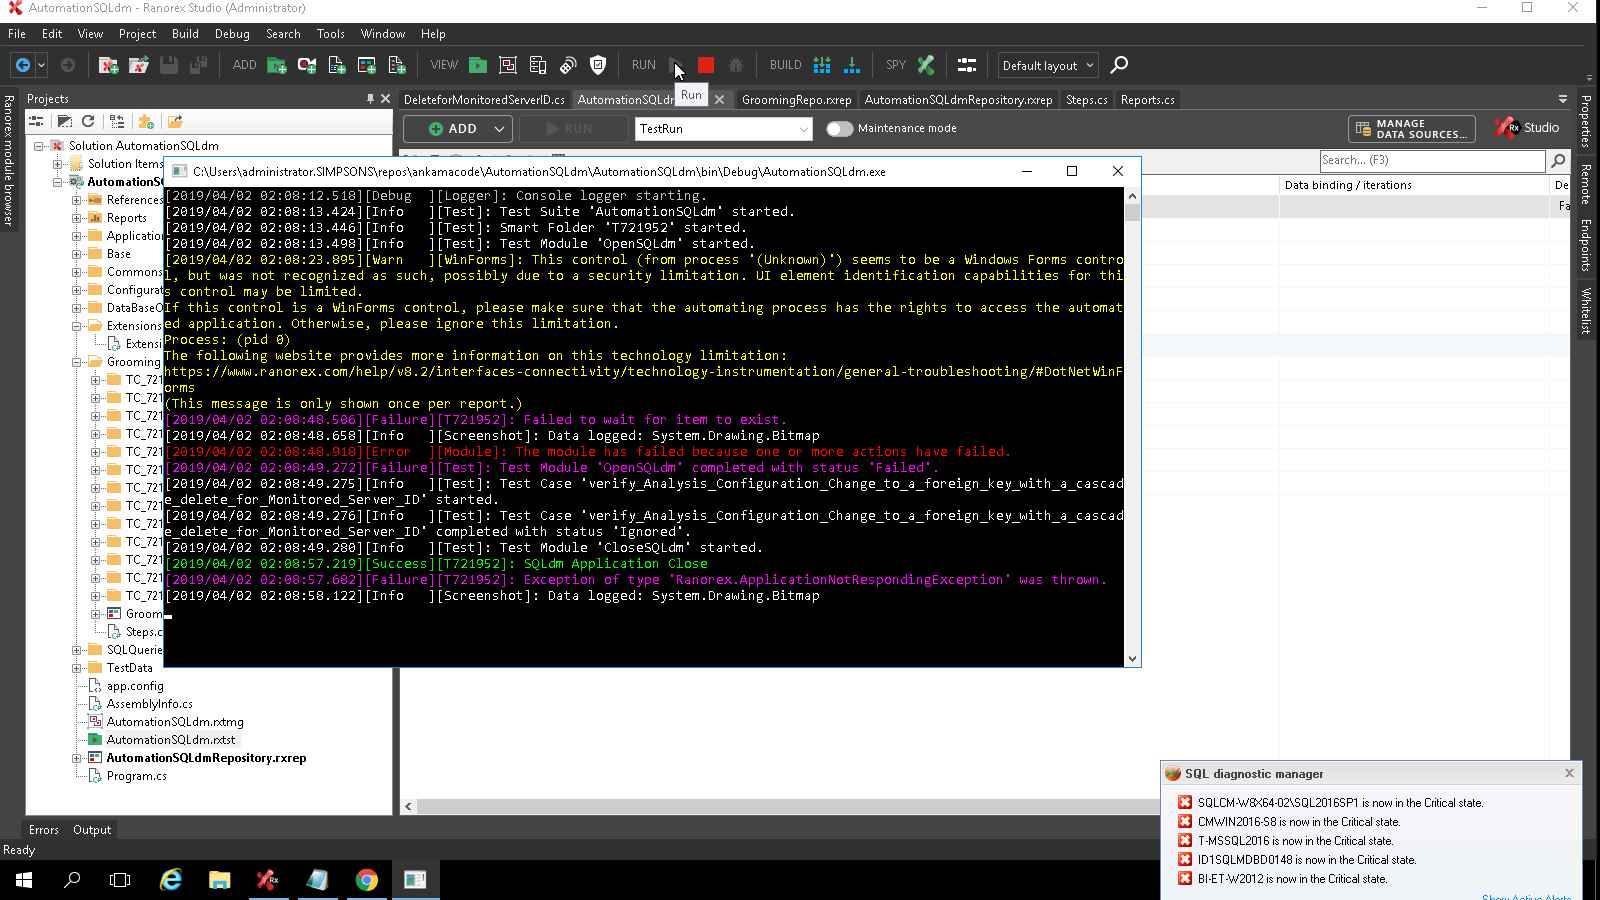 AutomationSQLdm - Ranorex Studio (Administrator)
File Edit View Project Build Debug Search Tools Window Help
ADD VIEW RUN BUILD SPY Default layout
Run
Ranorex module browser
Projects
DeleteforMonitoredServerID.cs AutomationSQLdm GroomingRepo.rxrep AutomationSQLdmRepository.rxrep Steps.cs Reports.cs
ADD RUN TestRun Maintenance mode MANAGE
DATA SOURCES... Rx Studio
Search... (F3)
Data binding / iterations De
Fa
Properties
Remote
Endpoints
Whitelist
Solution AutomationSQLdm
Solution Items
AutomationSQ
References
Reports
Application
Base
Commons
Configurat
DataBaseO
Extensions
Extensi
Grooming
TC_721
TC_721
TC_721
TC_721
TC_721
TC_721
TC_721
TC_721
TC_721
TC_721
TC_721
TC_721
TC_721
Groom
Steps.c
SQLQuerie
TestData
app.config
AssemblyInfo.cs
AutomationSQLdm.rxtmg
AutomationSQLdm.rxtst
AutomationSQLdmRepository.rxrep
Program.cs
C:\Users\administrator.SIMPSONS\repos\ankamacode\AutomationSQLdm\AutomationSQLdm\bin\Debug\AutomationSQLdm.exe
[2019/04/02 02:08:12.518][Debug  ][Logger]: Console logger starting.
[2019/04/02 02:08:13.424][Info   ][Test]: Test Suite 'AutomationSQLdm' started.
[2019/04/02 02:08:13.446][Info   ][Test]: Smart Folder 'T721952' started.
[2019/04/02 02:08:13.498][Info   ][Test]: Test Module 'OpenSQLdm' started.
[2019/04/02 02:08:23.895][Warn   ][WinForms]: This control (from process '(Unknown)') seems to be a Windows Forms contro
l, but was not recognized as such, possibly due to a security limitation. UI element identification capabilities for thi
s control may be limited.
If this control is a WinForms control, please make sure that the automating process has the rights to access the automat
ed application. Otherwise, please ignore this limitation.
Process: (pid 0)
The following website provides more information on this technology limitation:
https://www.ranorex.com/help/v8.2/interfaces-connectivity/technology-instrumentation/general-troubleshooting/#DotNetWinF
orms
(This message is only shown once per report.)
[2019/04/02 02:08:48.506][Failure][T721952]: Failed to wait for item to exist.
[2019/04/02 02:08:48.658][Info   ][Screenshot]: Data logged: System.Drawing.Bitmap
[2019/04/02 02:08:48.918][Error  ][Module]: The module has failed because one or more actions have failed.
[2019/04/02 02:08:49.272][Failure][Test]: Test Module 'OpenSQLdm' completed with status 'Failed'.
[2019/04/02 02:08:49.275][Info   ][Test]: Test Case 'verify_Analysis_Configuration_Change_to_a_foreign_key_with_a_cascad
e_delete_for_Monitored_Server_ID' started.
[2019/04/02 02:08:49.276][Info   ][Test]: Test Case 'verify_Analysis_Configuration_Change_to_a_foreign_key_with_a_cascad
e_delete_for_Monitored_Server_ID' completed with status 'Ignored'.
[2019/04/02 02:08:49.280][Info   ][Test]: Test Module 'CloseSQLdm' started.
[2019/04/02 02:08:57.219][Success][T721952]: SQLdm Application Close
[2019/04/02 02:08:57.682][Failure][T721952]: Exception of type 'Ranorex.ApplicationNotRespondingException' was thrown.
[2019/04/02 02:08:58.122][Info   ][Screenshot]: Data logged: System.Drawing.Bitmap
SQL diagnostic manager
SQLCM-W8X64-02\SQL2016SP1 is now in the Critical state.
CMWIN2016-S8 is now in the Critical state.
T-MSSQL2016 is now in the Critical state.
ID1SQLMDBD0148 is now in the Critical state.
BI-ET-W2012 is now in the Critical state.
Show Active Alerts
Errors Output
Ready